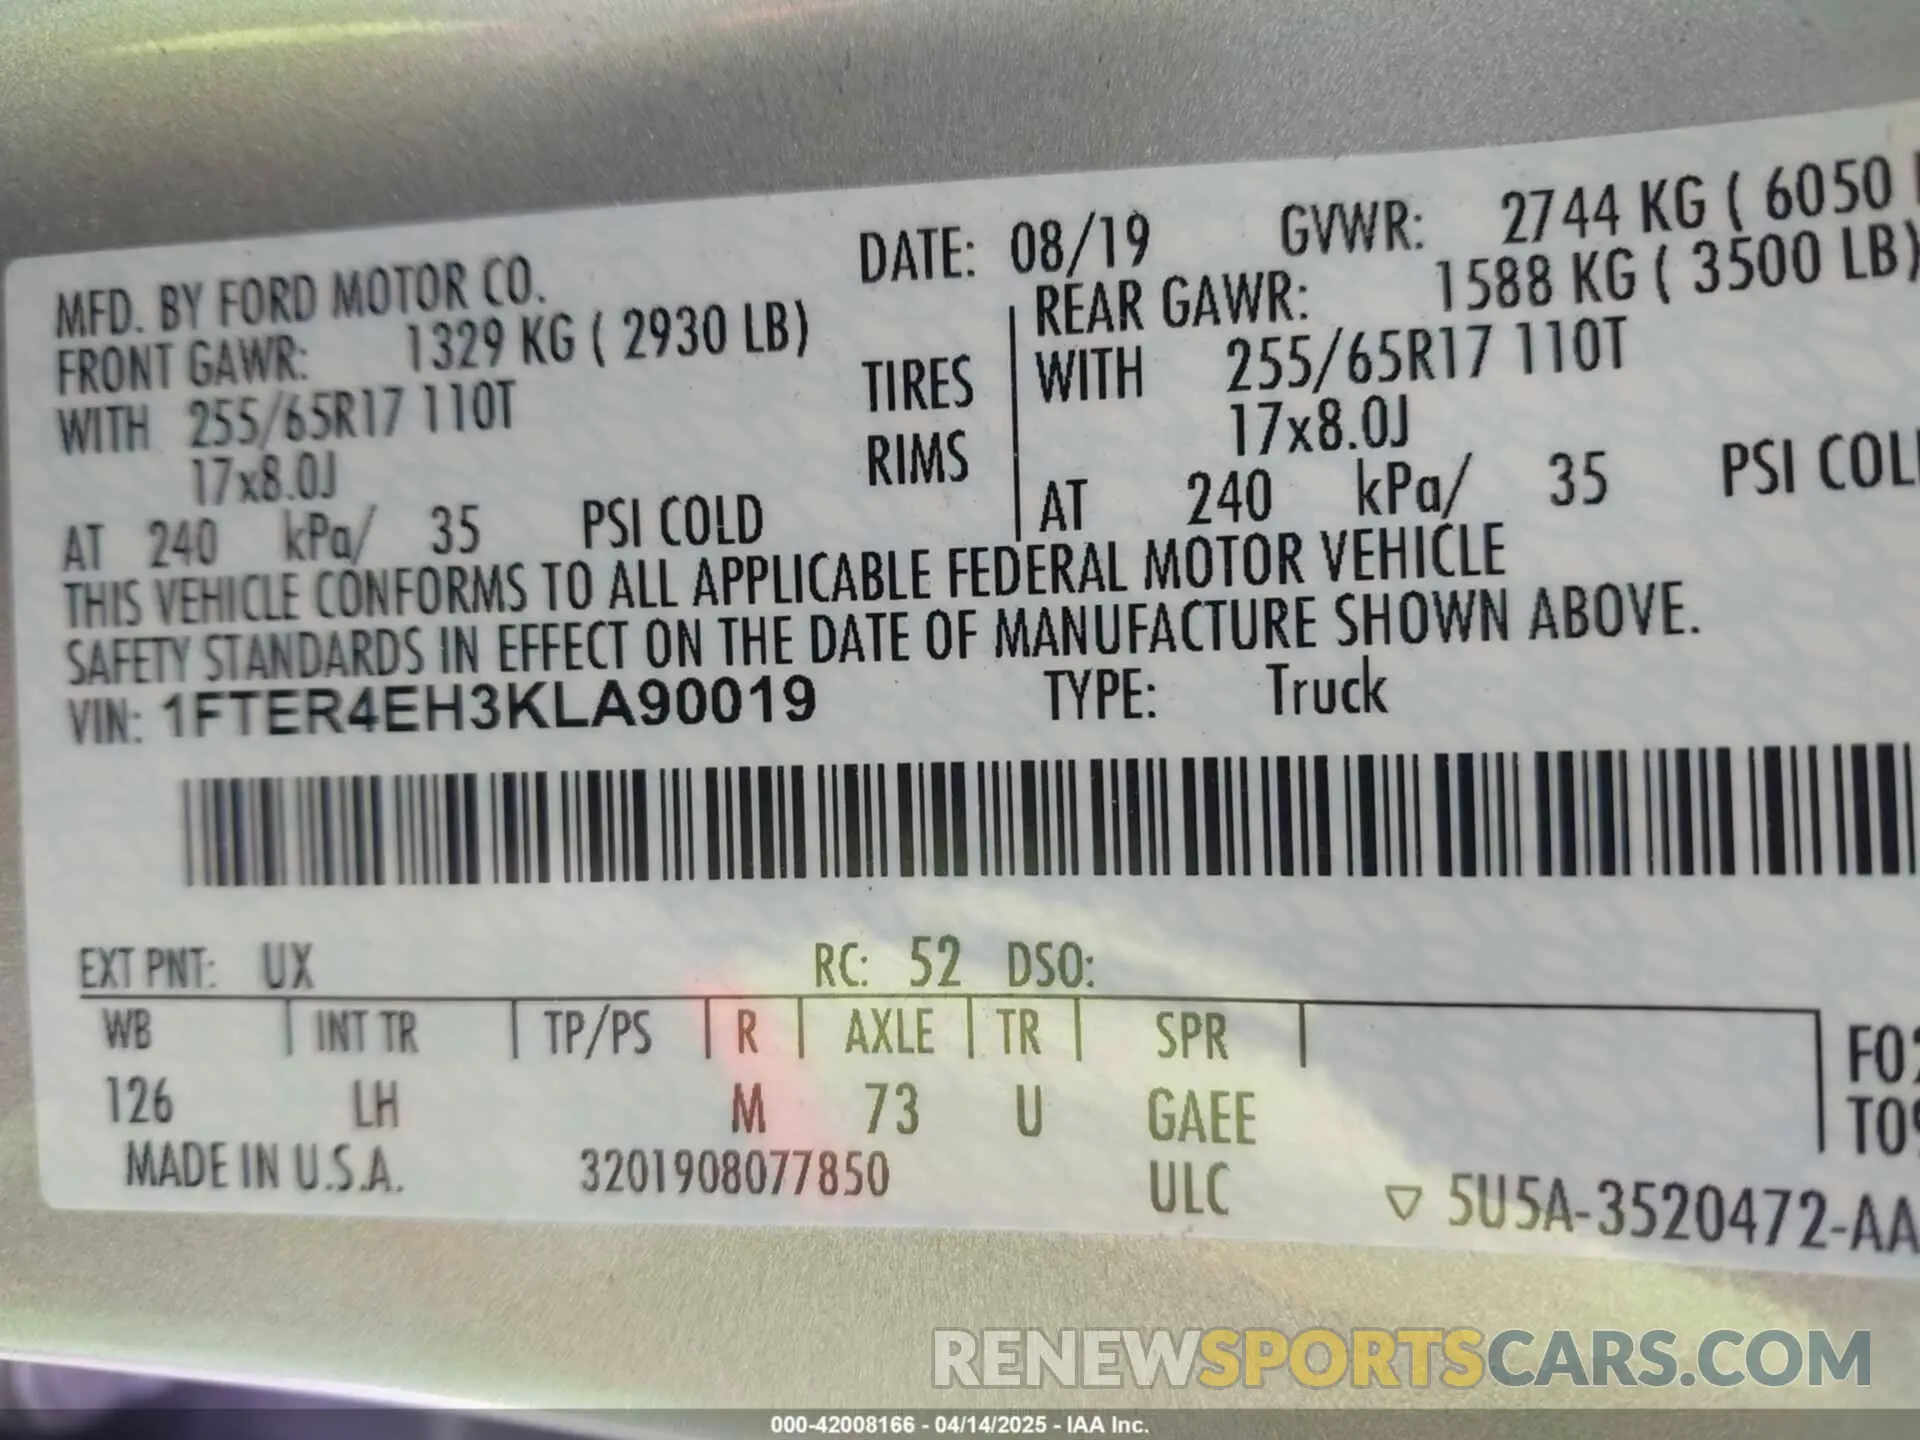 DATE: 08/19 GVWR: 2744 KG ( 6050
MFD. BY FORD MOTOR CO.
FRONT GAWR: 1329 KG ( 2930 LB) REAR GAWR: 1588 KG ( 3500 LB)
WITH 255/65R17 110T TIRES WITH 255/65R17 110T
17x8.0J RIMS 17x8.0J
AT 240 kPa/ 35 PSI COLD AT 240 kPa/ 35 PSI COL
THIS VEHICLE CONFORMS TO ALL APPLICABLE FEDERAL MOTOR VEHICLE
SAFETY STANDARDS IN EFFECT ON THE DATE OF MANUFACTURE SHOWN ABOVE.
VIN: 1FTER4EH3KLA90019 TYPE: Truck
EXT PNT: UX RC: 52 DSO:
WB INT TR TP/PS R AXLE TR SPR
126 LH M 73 U GAEE
MADE IN U.S.A. 3201908077850 ULC ▽ 5U5A-3520472-AA
RENEWSPORTSCARS.COM
000-42008166 - 04/14/2025 - IAA Inc.